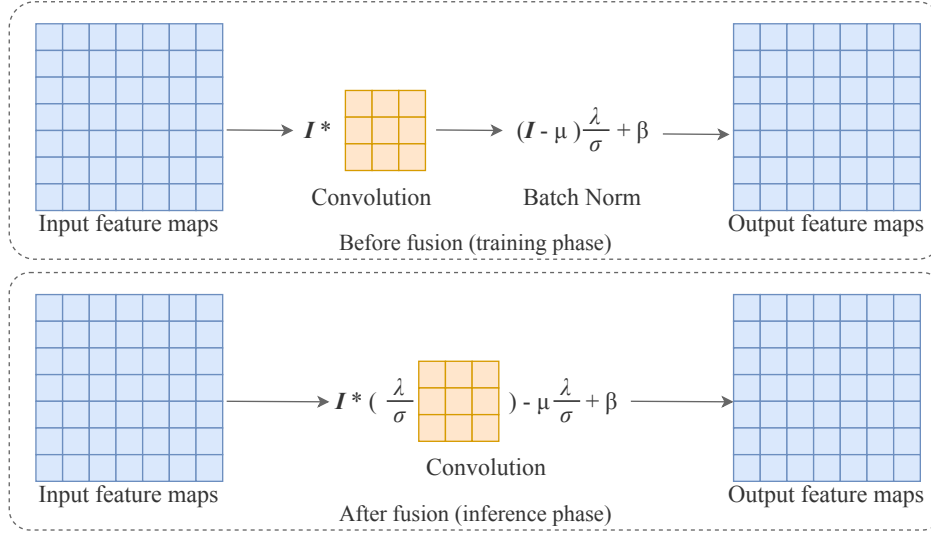 I * (I - μ) λ/σ + β
Convolution Batch Norm
Input feature maps Output feature maps
Before fusion (training phase)
I * ( λ/σ ) - μ λ/σ + β
Convolution
Input feature maps Output feature maps
After fusion (inference phase)